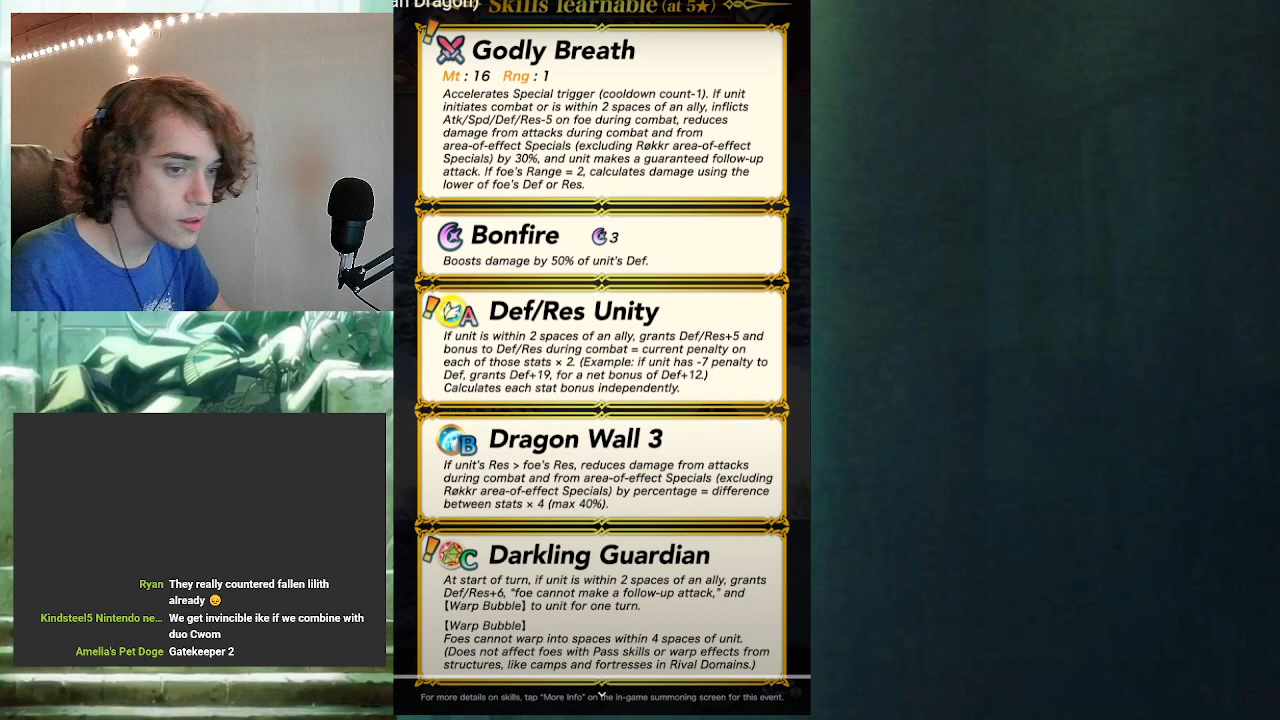 an Dragon)
Skills learnable (at 5★)
Godly Breath
Mt : 16 Rng : 1
Accelerates Special trigger (cooldown count-1). If unit
initiates combat or is within 2 spaces of an ally, inflicts
Atk/Spd/Def/Res-5 on foe during combat, reduces
damage from attacks during combat and from
area-of-effect Specials (excluding Røkkr area-of-effect
Specials) by 30%, and unit makes a guaranteed follow-up
attack. If foe's Range = 2, calculates damage using the
lower of foe's Def or Res.
Bonfire 3
Boosts damage by 50% of unit's Def.
A Def/Res Unity
If unit is within 2 spaces of an ally, grants Def/Res+5 and
bonus to Def/Res during combat = current penalty on
each of those stats × 2. (Example: if unit has -7 penalty to
Def, grants Def+19, for a net bonus of Def+12.)
Calculates each stat bonus independently.
B Dragon Wall 3
If unit's Res > foe's Res, reduces damage from attacks
during combat and from area-of-effect Specials (excluding
Røkkr area-of-effect Specials) by percentage = difference
between stats × 4 (max 40%).
C Darkling Guardian
At start of turn, if unit is within 2 spaces of an ally, grants
Def/Res+6, "foe cannot make a follow-up attack," and
【Warp Bubble】 to unit for one turn.
【Warp Bubble】
Foes cannot warp into spaces within 4 spaces of unit.
(Does not affect foes with Pass skills or warp effects from
structures, like camps and fortresses in Rival Domains.)
For more details on skills, tap "More Info" on the in-game summoning screen for this event.
Ryan They really countered fallen lilith
already 😔
Kindsteel5 Nintendo ne... We get invincible ike if we combine with
duo Cwom
Amelia's Pet Doge Gatekeeper 2